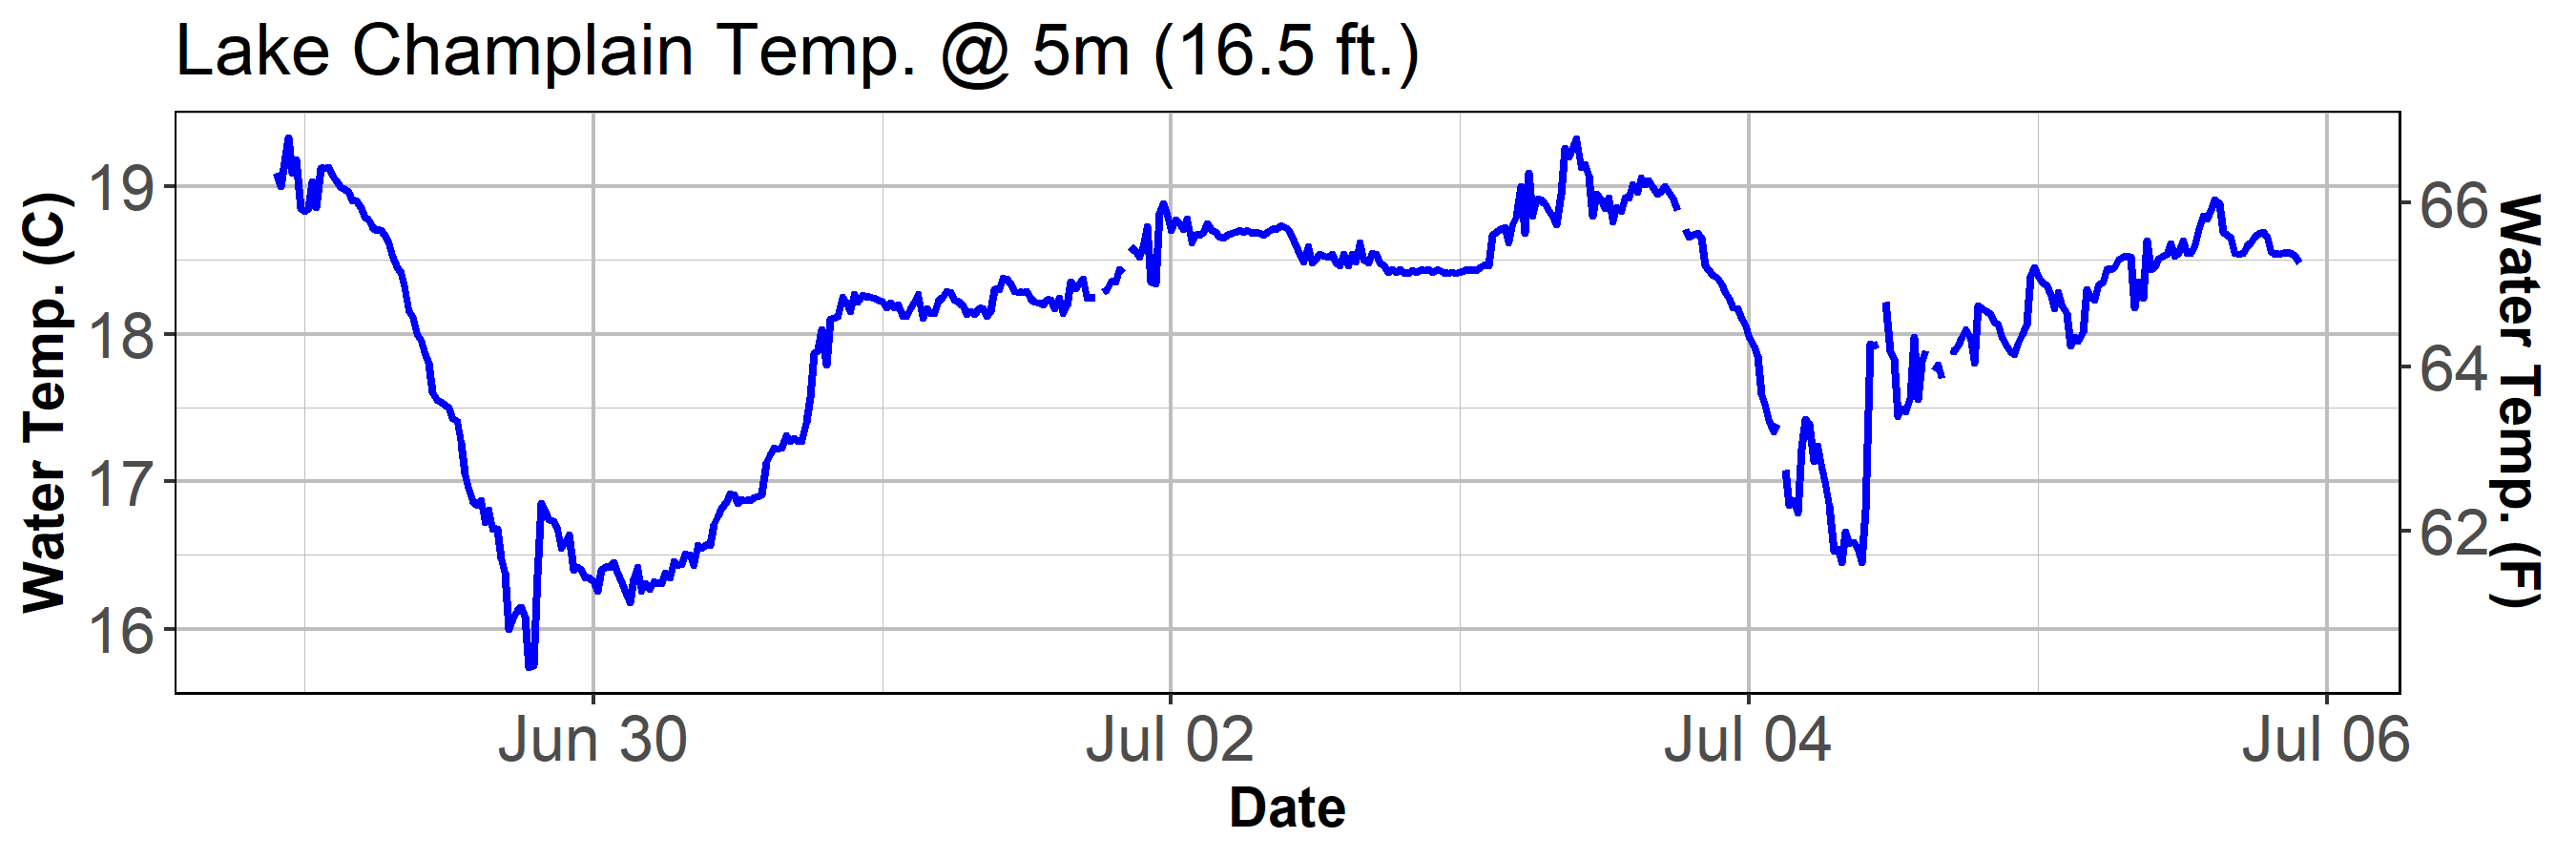 Lake Champlain Temp. @ 5m (16.5 ft.)
Water Temp. (C)
19
18
17
16
66
64
62
Water Temp. (F)
Jun 30
Jul 02
Jul 04
Jul 06
Date